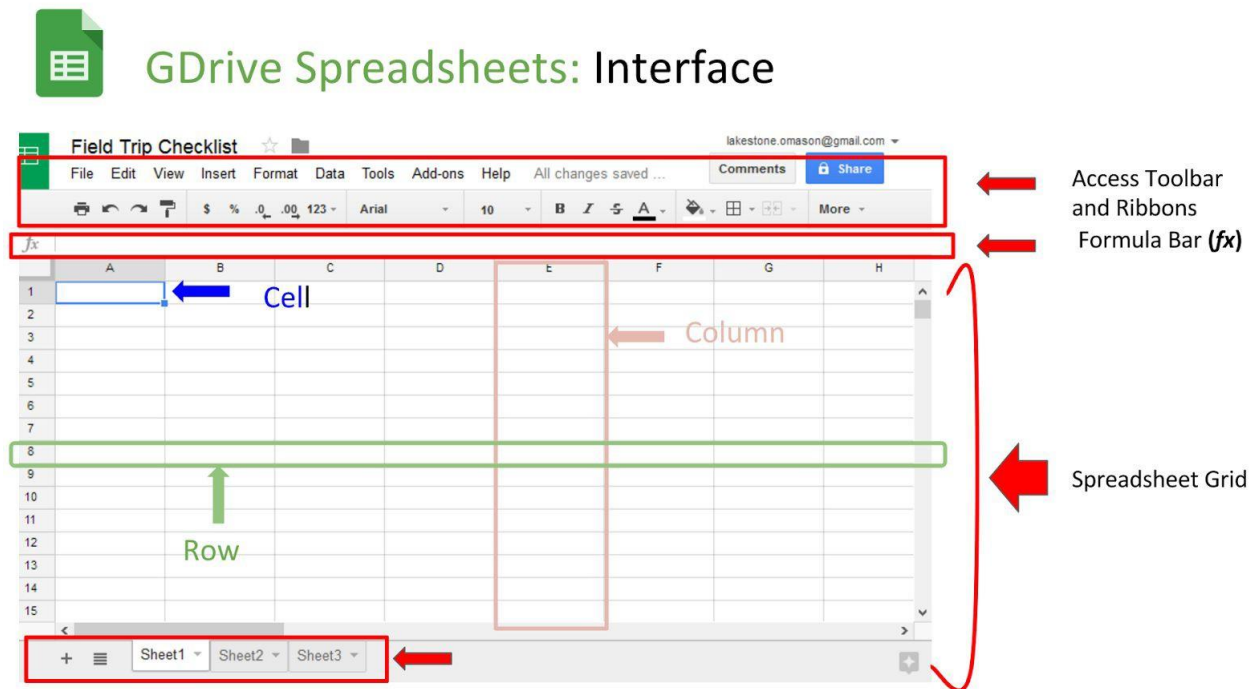 GDrive Spreadsheets: Interface
Field Trip Checklist
lakestone.omason@gmail.com
File Edit View Insert Format Data Tools Add-ons Help All changes saved ... Comments Share
$ % .0 .00 123 Arial 10 B I S A More
Access Toolbar
and Ribbons
fx
Formula Bar (fx)
A B C D E F G H
1
Cell
2
3
Column
4
5
6
7
8
9
10
11
12
Row
13
14
15
Spreadsheet Grid
Sheet1 Sheet2 Sheet3